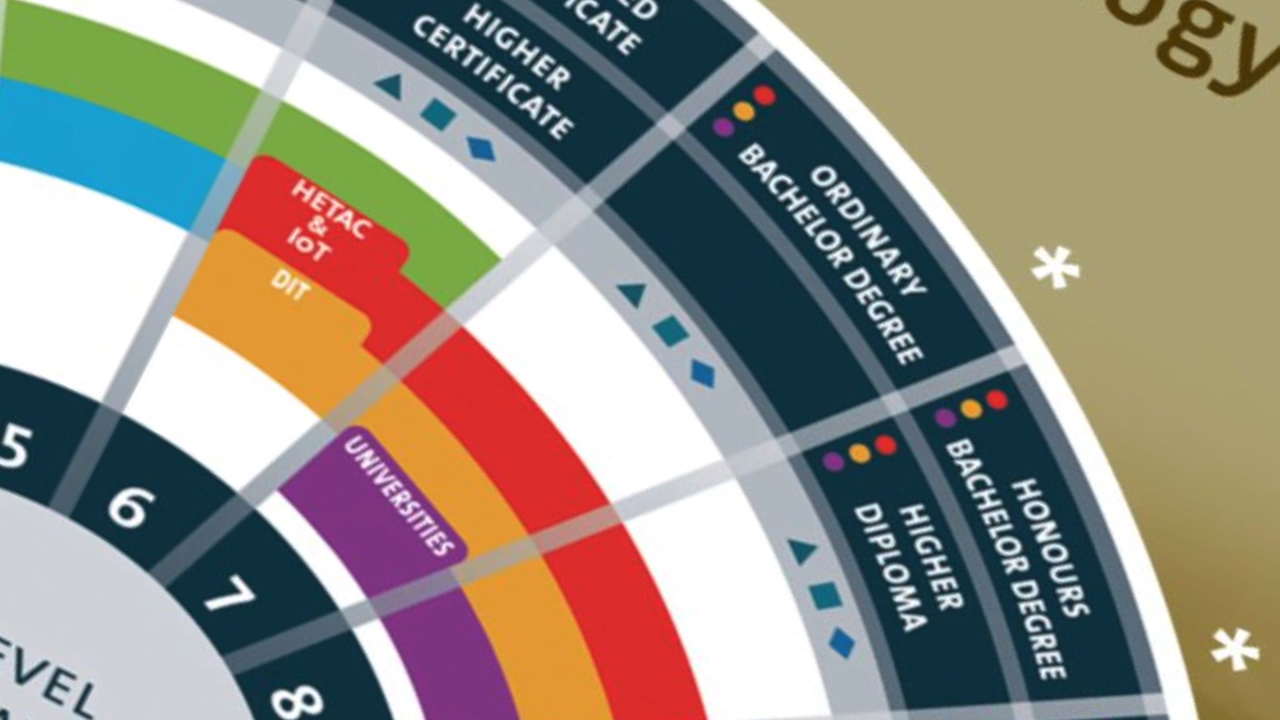 HIGHER
CERTIFICATE
ORDINARY
BACHELOR DEGREE
HETAC
&
IoT
DIT
UNIVERSITIES
HONOURS
BACHELOR DEGREE
HIGHER
DIPLOMA
5
6
7
8
*
*